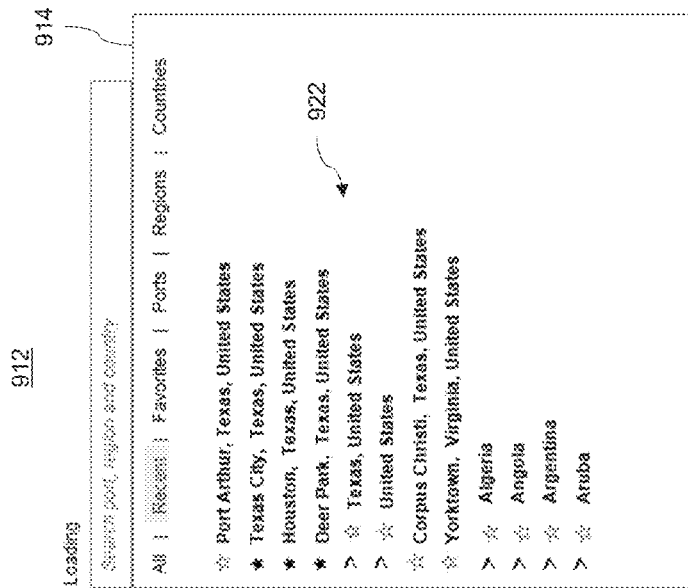 912
914
Loading
Search port, region and country
All | Recent | Favorites | Ports | Regions | Countries
☆ Port Arthur, Texas, United States
★ Texas City, Texas, United States
★ Houston, Texas, United States
★ Deer Park, Texas, United States
> ☆ Texas, United States
> ☆ United States
☆ Corpus Christi, Texas, United States
☆ Yorktown, Virginia, United States
> ☆ Algeria
> ☆ Angola
> ☆ Argentina
> ☆ Aruba
922